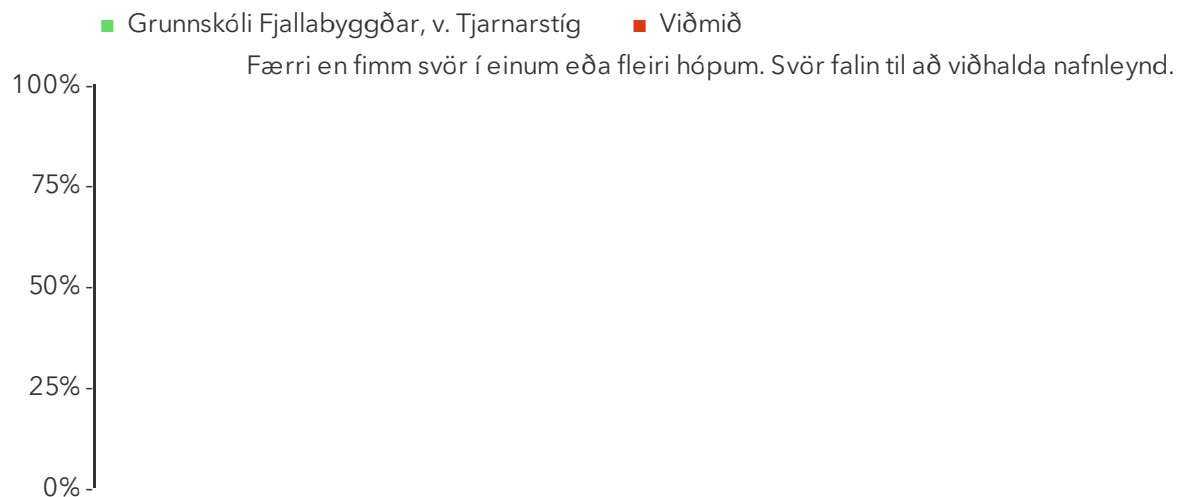 Grunnskóli Fjallabyggðar, v. Tjarnarstíg Viðmið
Færri en fimm svör í einum eða fleiri hópum. Svör falin til að viðhalda nafnleynd.
100%
75%
50%
25%
0%